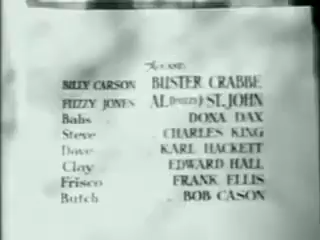 The CAST
BILLY CARSON BUSTER CRABBE
FUZZY JONES AL (FUZZY) ST. JOHN
Babs DONA DAX
Steve CHARLES KING
Dave KARL HACKETT
Clay EDWARD HALL
Frisco FRANK ELLIS
Butch BOB CASON